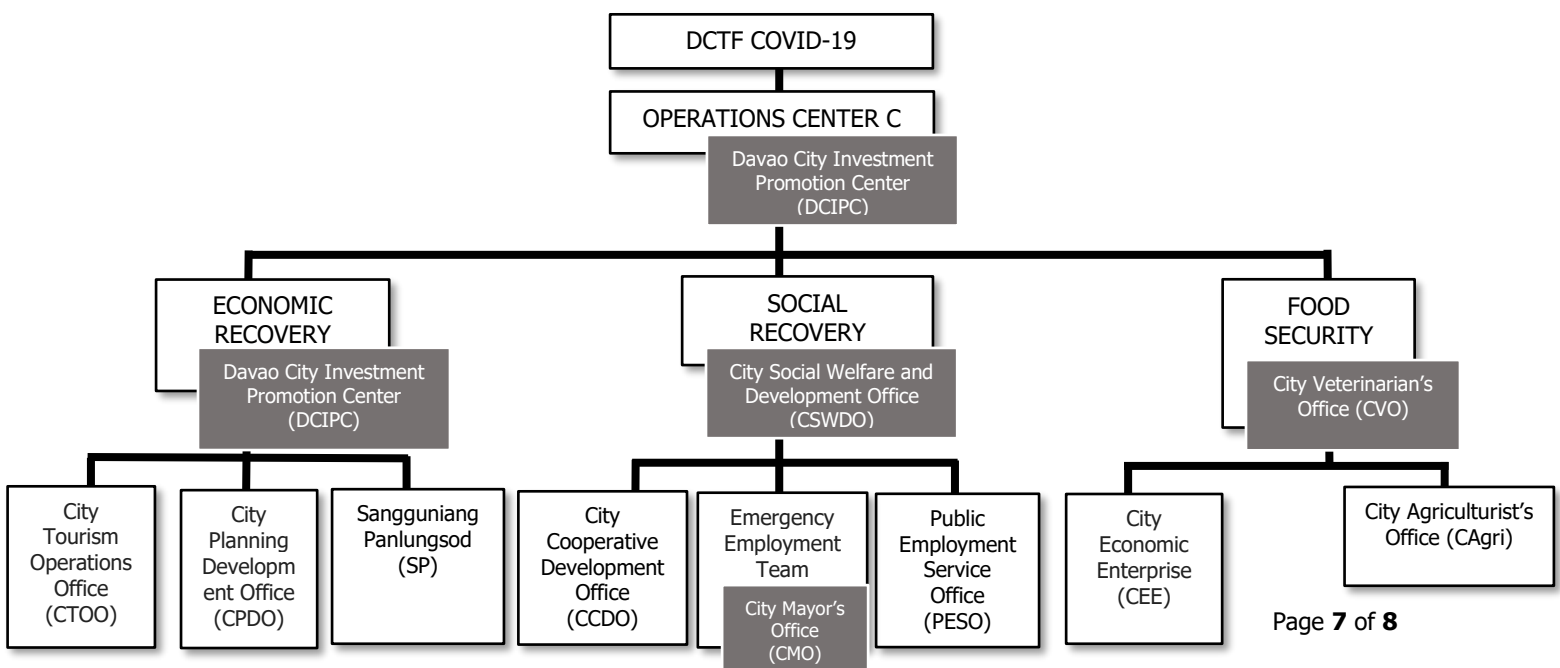 DCTF COVID-19
OPERATIONS CENTER C
Davao City Investment
Promotion Center
(DCIPC)
ECONOMIC
RECOVERY
Davao City Investment
Promotion Center
(DCIPC)
SOCIAL
RECOVERY
City Social Welfare and
Development Office
(CSWDO)
FOOD
SECURITY
City Veterinarian’s
Office (CVO)
City
Tourism
Operations
Office
(CTOO)
City
Planning
Developm
ent Office
(CPDO)
Sangguniang
Panlungsod
(SP)
City
Cooperative
Development
Office
(CCDO)
Emergency
Employment
Team
City Mayor’s
Office
(CMO)
Public
Employment
Service
Office
(PESO)
City
Economic
Enterprise
(CEE)
City Agriculturist’s
Office (CAgri)
Page 7 of 8